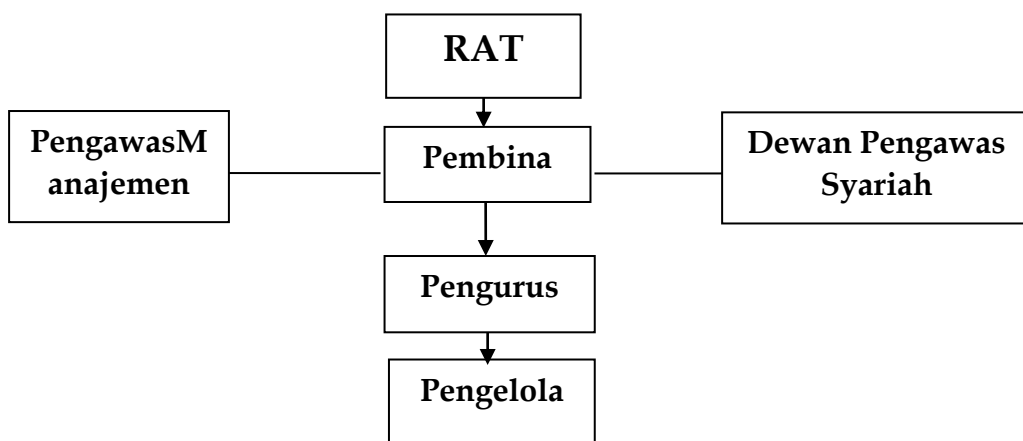 RAT
PengawasM
anajemen
Pembina
Dewan Pengawas
Syariah
Pengurus
Pengelola